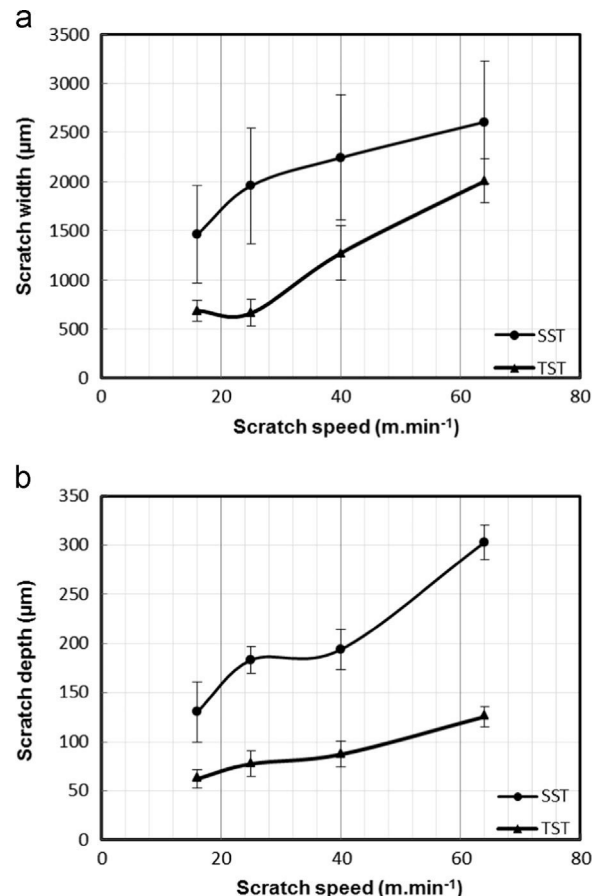 a
3500
3000
2500
2000
1500
1000
500
0
Scratch width (µm)
SST
TST
0 20 40 60 80
Scratch speed (m.min-1)
b
350
300
250
200
150
100
50
0
Scratch depth (µm)
SST
TST
0 20 40 60 80
Scratch speed (m.min-1)